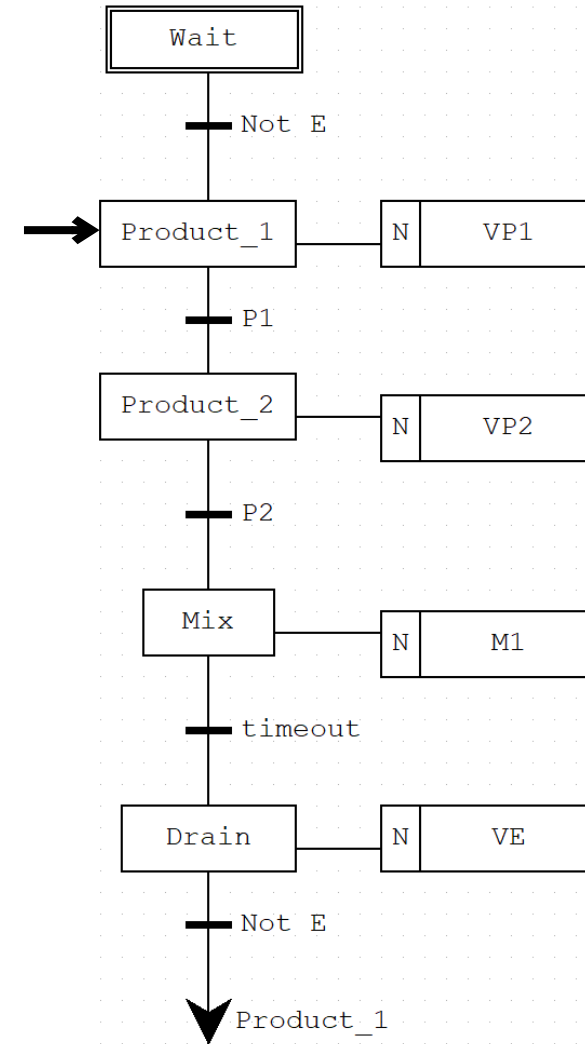 Wait
Not E
Product_1 N VP1
P1
Product_2 N VP2
P2
Mix N M1
timeout
Drain N VE
Not E
Product_1